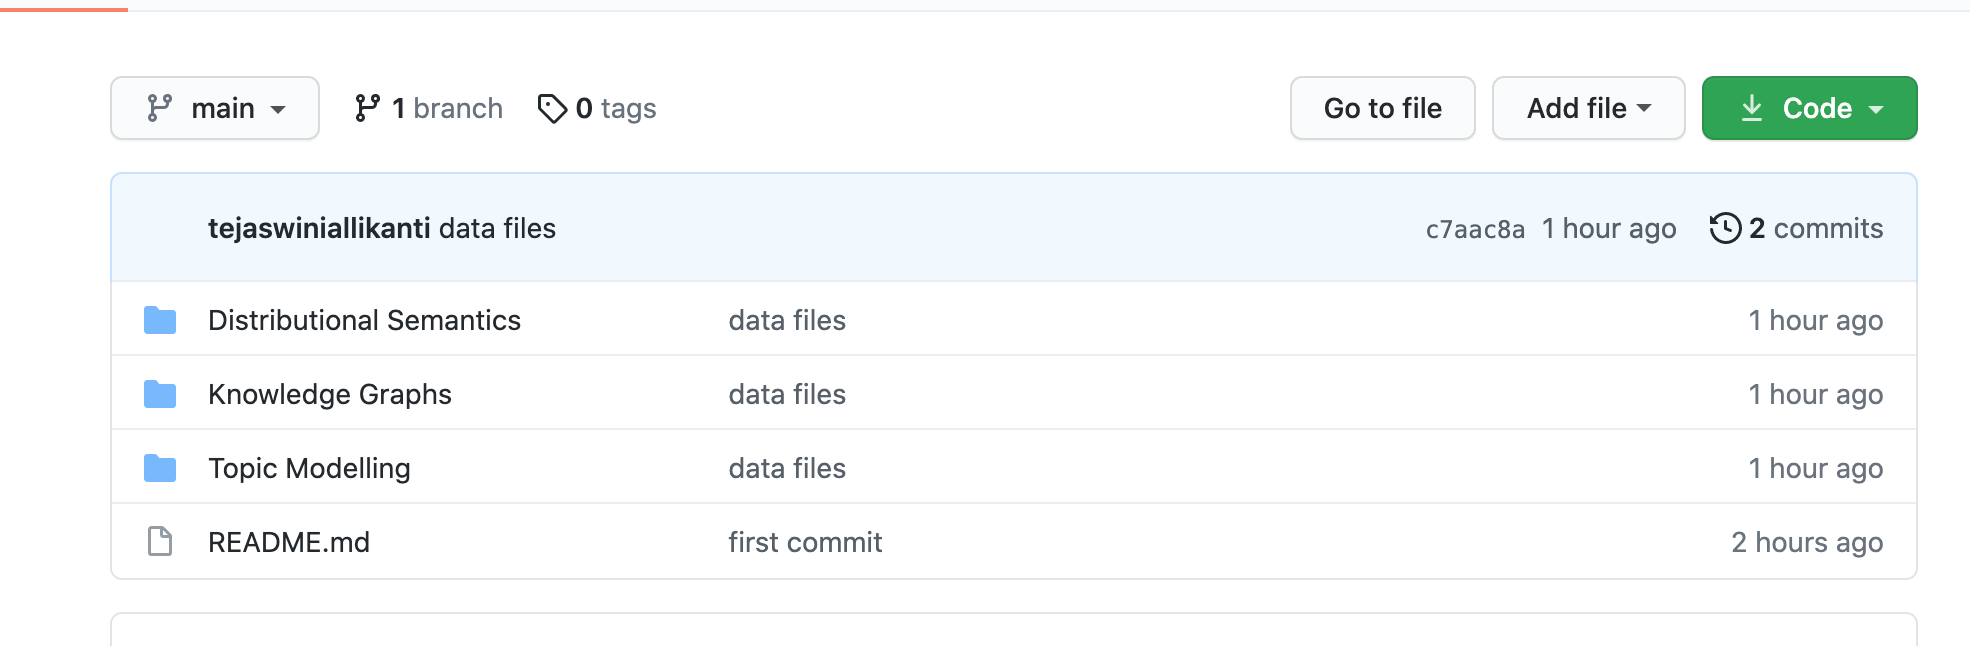 main 1 branch 0 tags Go to file Add file Code
tejaswiniallikanti data files c7aac8a 1 hour ago 2 commits
Distributional Semantics data files 1 hour ago
Knowledge Graphs data files 1 hour ago
Topic Modelling data files 1 hour ago
README.md first commit 2 hours ago